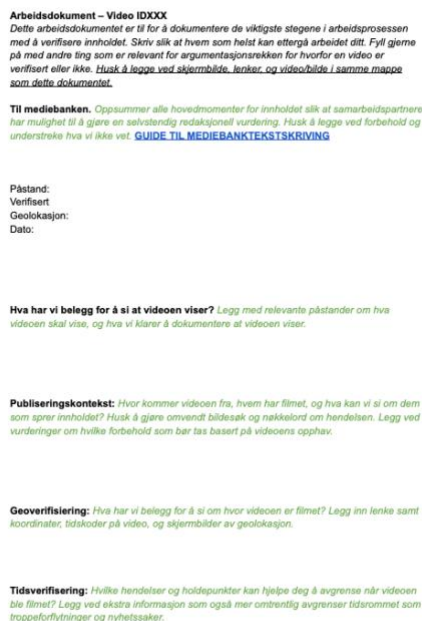 Arbeidsdokument – Video IDXXX
Dette arbeidsdokumentet er til for å dokumentere de viktigste stegene i arbeidsprosessen
med å verifisere innholdet. Skriv slik at hvem som helst kan ettergå arbeidet ditt. Fyll gjerne
på med andre ting som er relevant for argumentasjonsrekken for hvorfor en video er
verifisert eller ikke. Husk å legge ved skjermbilde, lenker, og video/bilde i samme mappe
som dette dokumentet.
Til mediebanken. Oppsummer alle hovedmomenter for innholdet slik at samarbeidspartnere
har mulighet til å gjøre en selvstendig redaksjonell vurdering. Husk å legge ved forbehold og
understreke hva vi ikke vet. GUIDE TIL MEDIEBANKTEKSTSKRIVING
Påstand:
Verifisert
Geolokasjon:
Dato:
Hva har vi belegg for å si at videoen viser? Legg med relevante påstander om hva
videoen skal vise, og hva vi klarer å dokumentere at videoen viser.
Publiseringskontekst: Hvor kommer videoen fra, hvem har filmet, og hva kan vi si om dem
som sprer innholdet? Husk å gjøre omvendt bildesøk og nøkkelord om hendelsen. Legg ved
vurderinger om hvilke forbehold som bør tas basert på videoens opphav.
Geoverifisiering: Hva har vi belegg for å si om hvor videoen er filmet? Legg inn lenke samt
koordinater, tidskoder på video, og skjermbilder av geolokasjon.
Tidsverifisering: Hvilke hendelser og holdepunkter kan hjelpe deg å avgrense når videoen
ble filmet? Legg ved ekstra informasjon som også mer omtrentlig avgrenser tidsrommet som
troppeforflytninger og nyhetssaker.